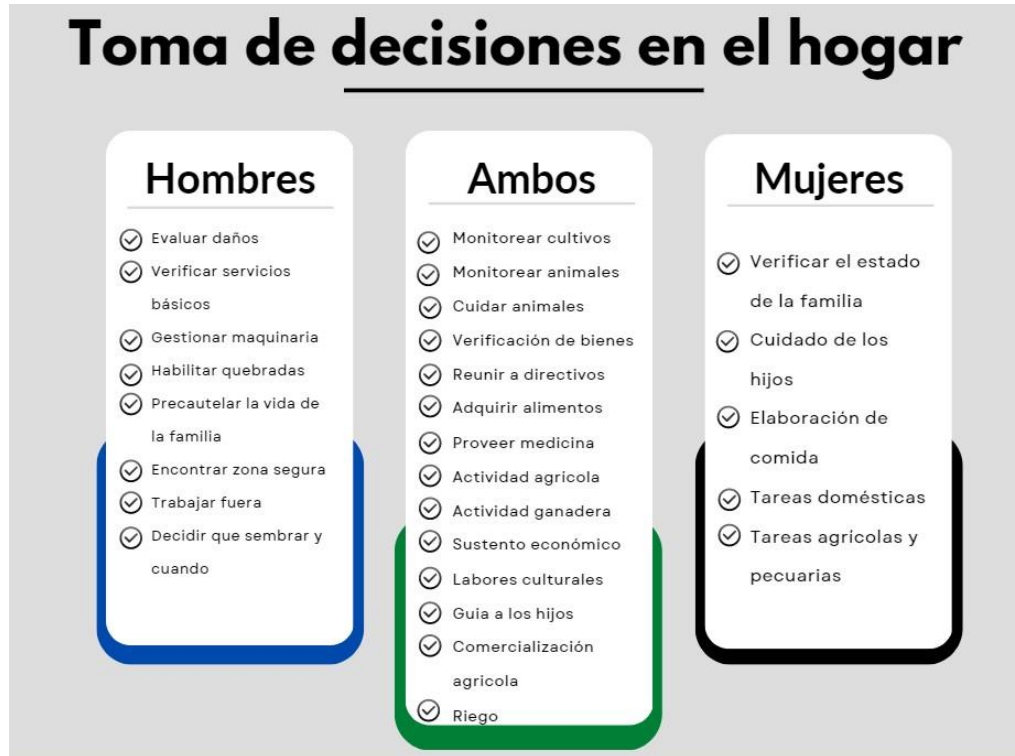 Toma de decisiones en el hogar
Hombres
Evaluar daños
Verificar servicios
básicos
Gestionar maquinaria
Habilitar quebradas
Precautelar la vida de
la familia
Encontrar zona segura
Trabajar fuera
Decidir que sembrar y
cuando
Ambos
Monitorear cultivos
Monitorear animales
Cuidar animales
Verificación de bienes
Reunir a directivos
Adquirir alimentos
Proveer medicina
Actividad agricola
Actividad ganadera
Sustento económico
Labores culturales
Guia a los hijos
Comercialización
agricola
Riego
Mujeres
Verificar el estado
de la familia
Cuidado de los
hijos
Elaboración de
comida
Tareas domésticas
Tareas agricolas y
pecuarias